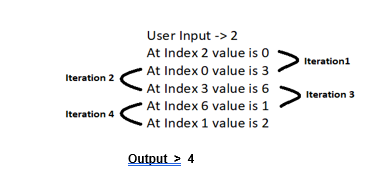 User Input -> 2
At Index 2 value is 0
Iteration1
At Index 0 value is 3
Iteration 2
At Index 3 value is 6
Iteration 3
At Index 6 value is 1
Iteration 4
At Index 1 value is 2
Output > 4